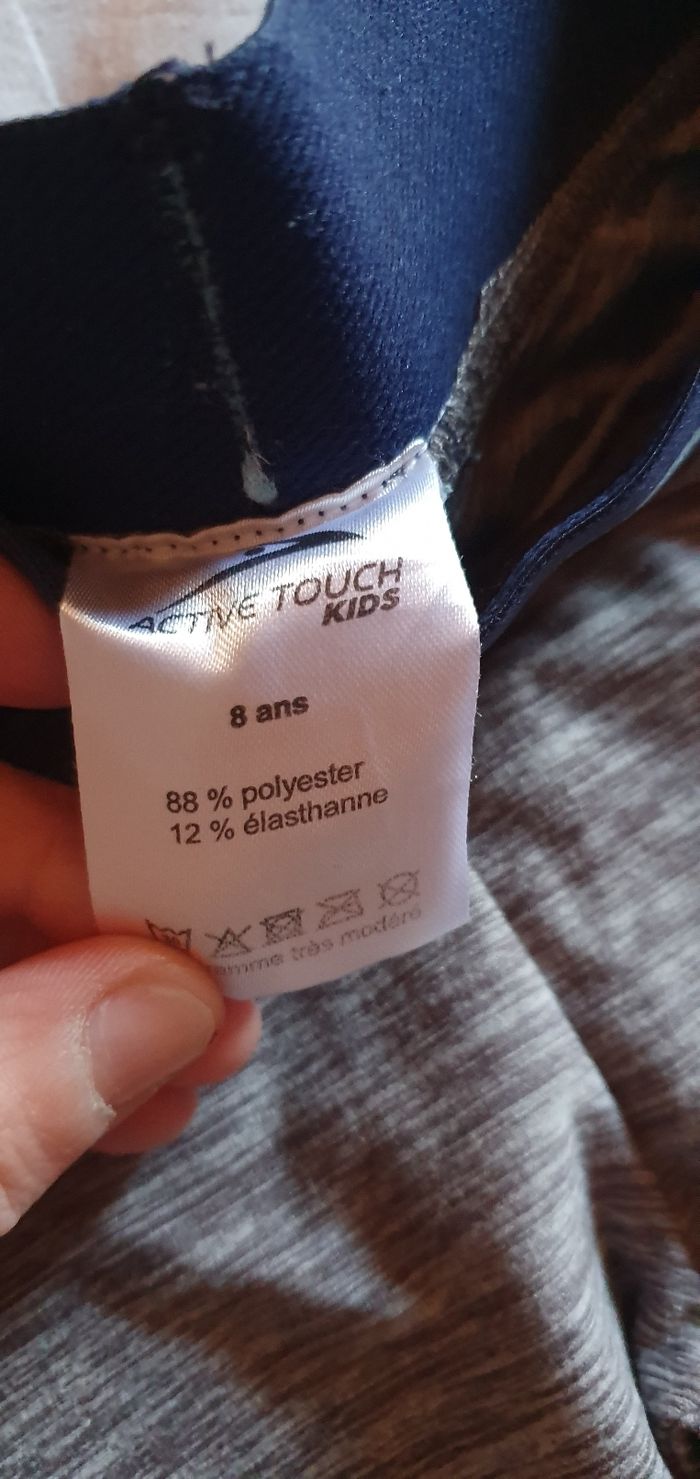 ACTIVE TOUCH
KIDS
8 ans
88 % polyester
12 % élasthanne
très modéré